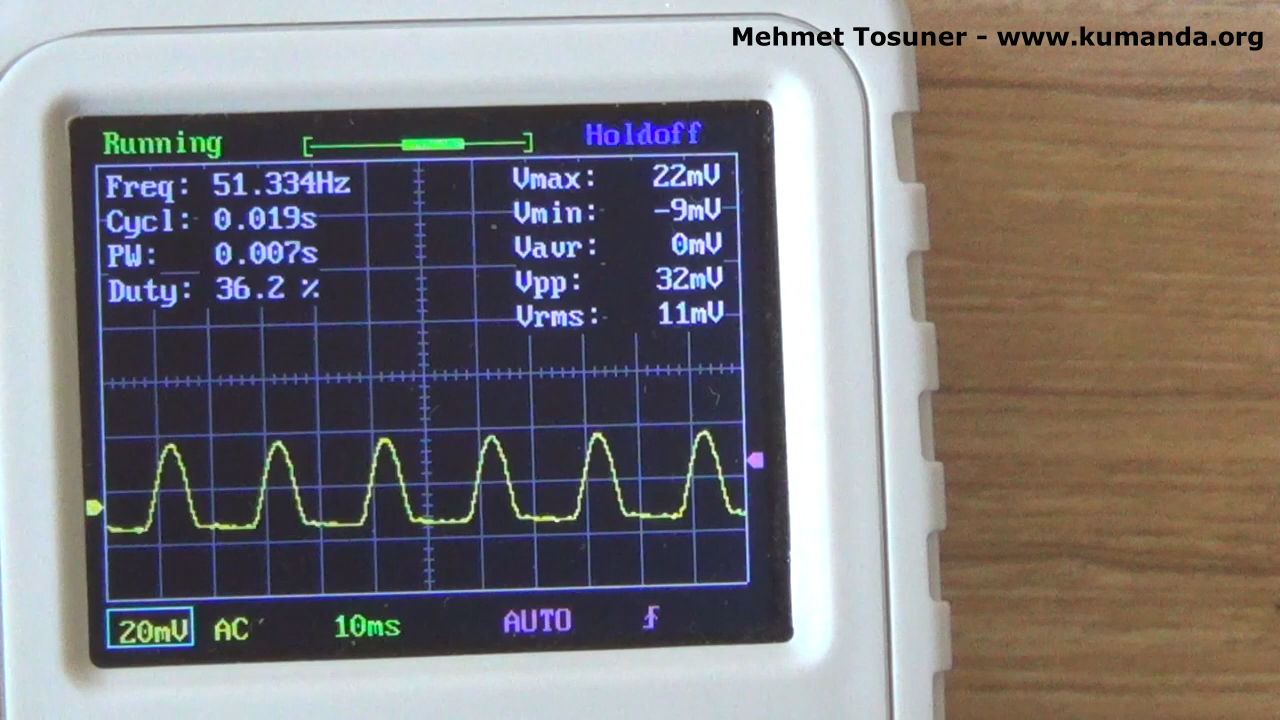 Mehmet Tosuner - www.kumanda.org
Running Holdoff
Freq: 51.334Hz Vmax: 22mV
Cycl: 0.019s Vmin: -9mV
PW: 0.007s Vavr: 0mV
Duty: 36.2 % Vpp: 32mV
Vrms: 11mV
20mV AC 10ms AUTO